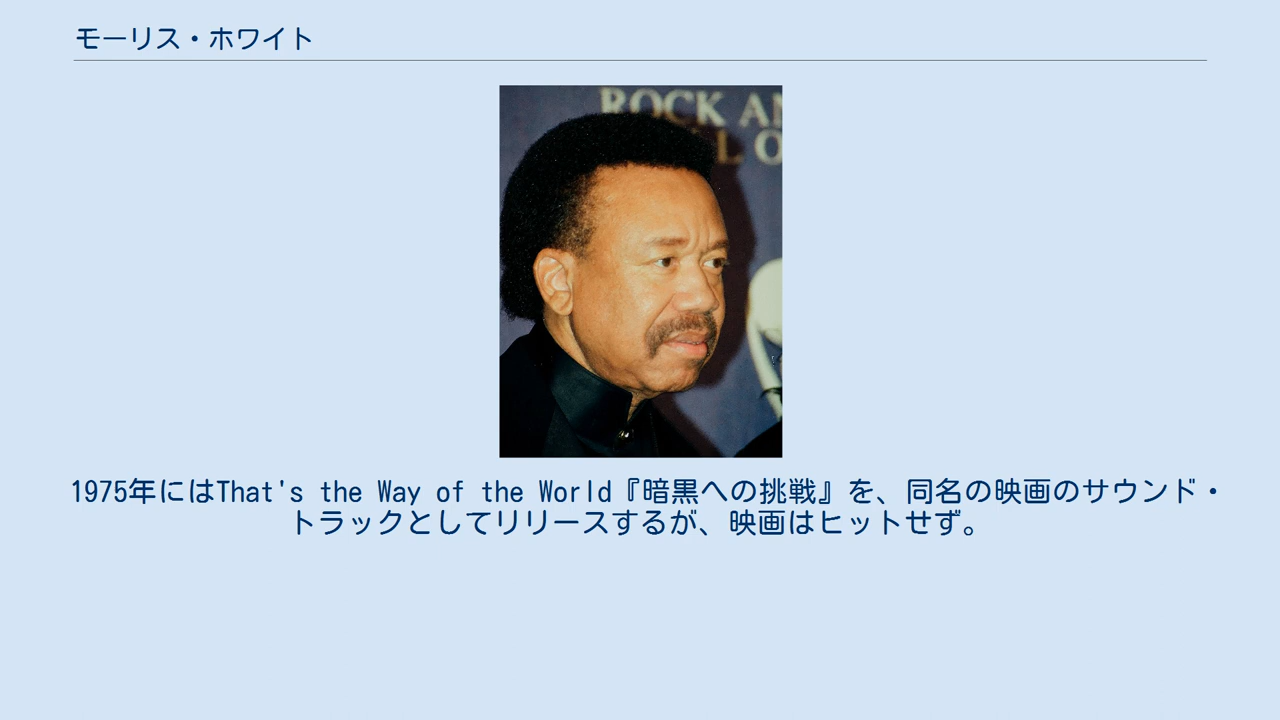 モーリス・ホワイト
ROCK AN
LL O
1975年にはThat's the Way of the World『暗黒への挑戦』を、同名の映画のサウンド・
トラックとしてリリースするが、映画はヒットせず。